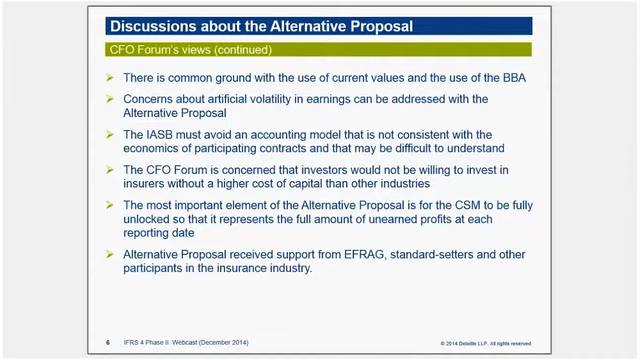 Discussions about the Alternative Proposal
CFO Forum's views (continued)
There is common ground with the use of current values and the use of the BBA
Concerns about artificial volatility in earnings can be addressed with the
Alternative Proposal
The IASB must avoid an accounting model that is not consistent with the
economics of participating contracts and that may be difficult to understand
The CFO Forum is concerned that investors would not be willing to invest in
insurers without a higher cost of capital than other industries
The most important element of the Alternative Proposal is for the CSM to be fully
unlocked so that it represents the full amount of unearned profits at each
reporting date
Alternative Proposal received support from EFRAG, standard-setters and other
participants in the insurance industry.
6 IFRS 4 Phase II Webcast (December 2014) © 2014 Deloitte LLP. All rights reserved.